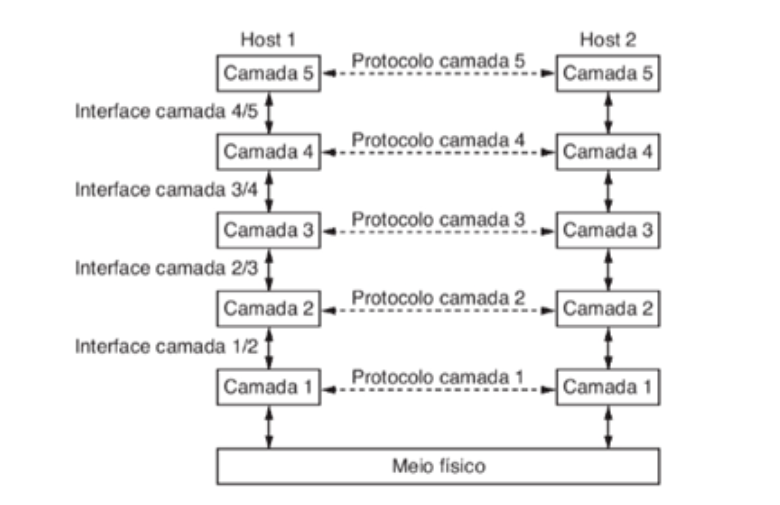 Host 1
Host 2
Camada 5
Protocolo camada 5
Camada 5
Interface camada 4/5
Camada 4
Protocolo camada 4
Camada 4
Interface camada 3/4
Camada 3
Protocolo camada 3
Camada 3
Interface camada 2/3
Camada 2
Protocolo camada 2
Camada 2
Interface camada 1/2
Camada 1
Protocolo camada 1
Camada 1
Meio físico